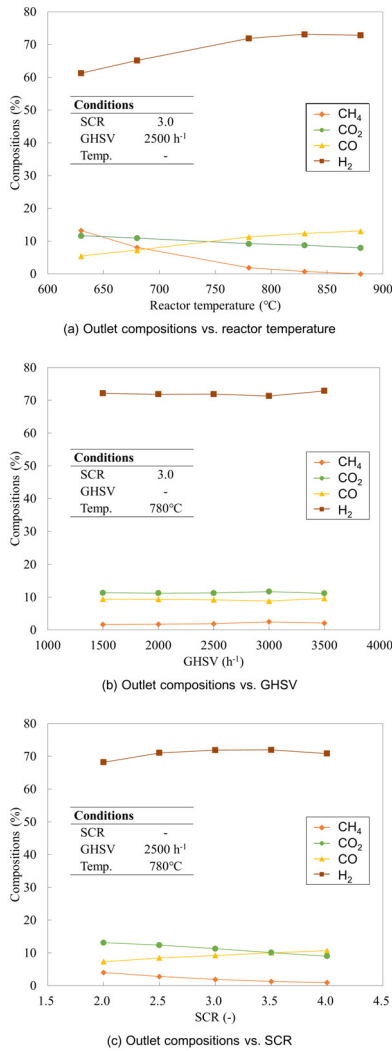 80
70
60
50
40
30
20
10
0
Compositions (%)
Conditions
SCR 3.0
GHSV 2500 h-1
Temp. -
CH4
CO2
CO
H2
600 650 700 750 800 850 900
Reactor temperature (℃)
(a) Outlet compositions vs. reactor temperature
80
70
60
50
40
30
20
10
0
Compositions (%)
Conditions
SCR 3.0
GHSV -
Temp. 780℃
CH4
CO2
CO
H2
1000 1500 2000 2500 3000 3500 4000
GHSV (h-1)
(b) Outlet compositions vs. GHSV
80
70
60
50
40
30
20
10
0
Compositions (%)
Conditions
SCR -
GHSV 2500 h-1
Temp. 780℃
CH4
CO2
CO
H2
1.5 2.0 2.5 3.0 3.5 4.0 4.5
SCR (-)
(c) Outlet compositions vs. SCR